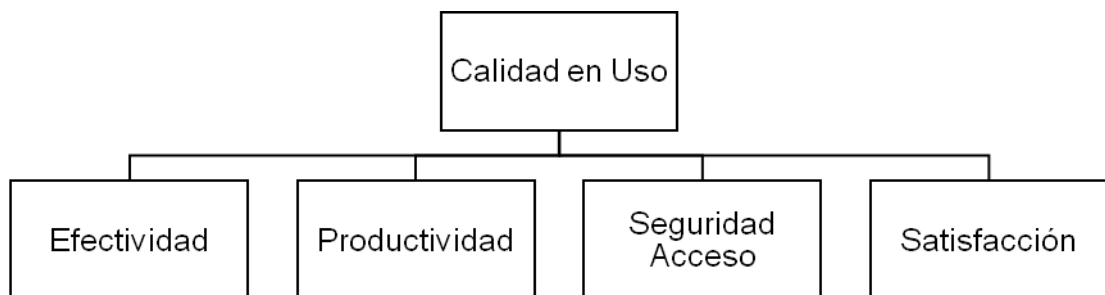 Calidad en Uso
Efectividad
Productividad
Seguridad
Acceso
Satisfacción